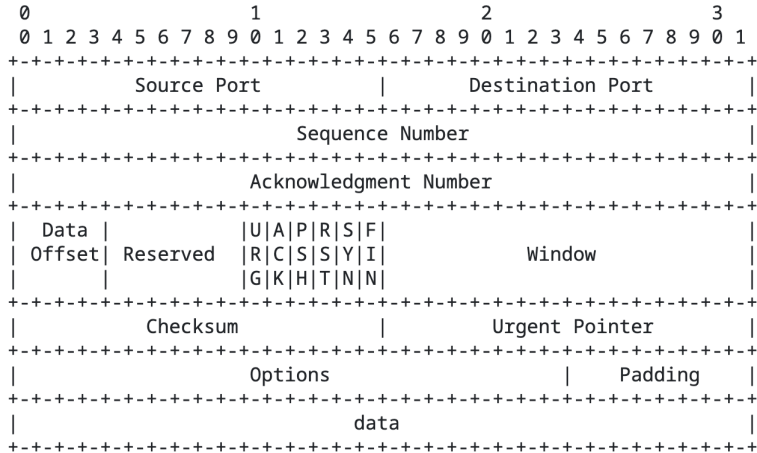 0                   1                   2                   3
 0 1 2 3 4 5 6 7 8 9 0 1 2 3 4 5 6 7 8 9 0 1 2 3 4 5 6 7 8 9 0 1
+-+-+-+-+-+-+-+-+-+-+-+-+-+-+-+-+-+-+-+-+-+-+-+-+-+-+-+-+-+-+-+-+
|          Source Port          |       Destination Port        |
+-+-+-+-+-+-+-+-+-+-+-+-+-+-+-+-+-+-+-+-+-+-+-+-+-+-+-+-+-+-+-+-+
|                        Sequence Number                        |
+-+-+-+-+-+-+-+-+-+-+-+-+-+-+-+-+-+-+-+-+-+-+-+-+-+-+-+-+-+-+-+-+
|                    Acknowledgment Number                      |
+-+-+-+-+-+-+-+-+-+-+-+-+-+-+-+-+-+-+-+-+-+-+-+-+-+-+-+-+-+-+-+-+
|  Data |           |U|A|P|R|S|F|                               |
| Offset| Reserved  |R|C|S|S|Y|I|            Window             |
|       |           |G|K|H|T|N|N|                               |
+-+-+-+-+-+-+-+-+-+-+-+-+-+-+-+-+-+-+-+-+-+-+-+-+-+-+-+-+-+-+-+-+
|           Checksum            |         Urgent Pointer        |
+-+-+-+-+-+-+-+-+-+-+-+-+-+-+-+-+-+-+-+-+-+-+-+-+-+-+-+-+-+-+-+-+
|                    Options                    |    Padding    |
+-+-+-+-+-+-+-+-+-+-+-+-+-+-+-+-+-+-+-+-+-+-+-+-+-+-+-+-+-+-+-+-+
|                             data                              |
+-+-+-+-+-+-+-+-+-+-+-+-+-+-+-+-+-+-+-+-+-+-+-+-+-+-+-+-+-+-+-+-+